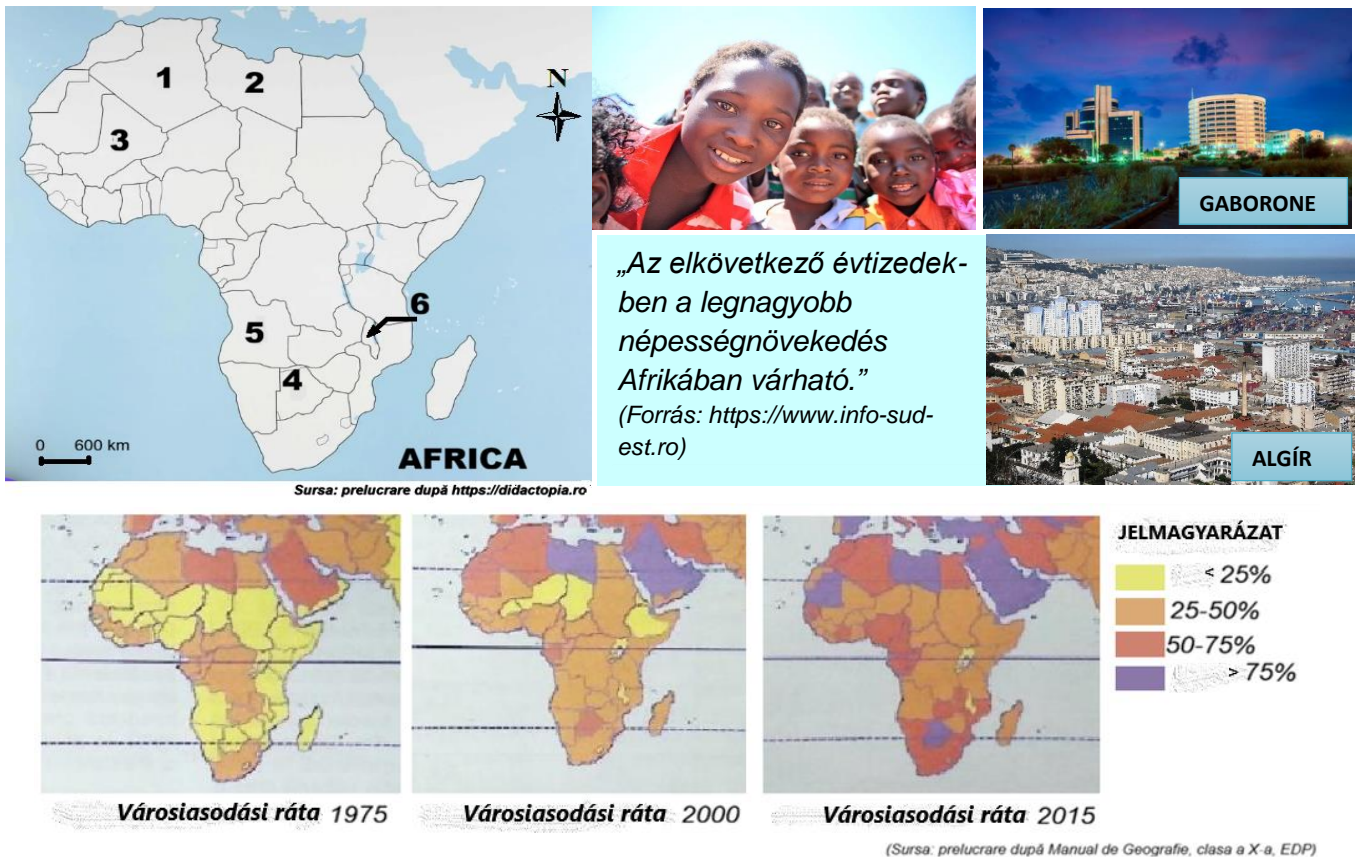 1
2
3
N
6
5
4
0 600 km
AFRICA
Sursa: prelucrare după https://didactopia.ro
GABORONE
„Az elkövetkező évtizedek-
ben a legnagyobb
népességnövekedés
Afrikában várható.”
(Forrás: https://www.info-sud-
est.ro)
ALGÍR
JELMAGYARÁZAT
< 25%
25-50%
50-75%
> 75%
Városiasodási ráta 1975
Városiasodási ráta 2000
Városiasodási ráta 2015
(Sursa: prelucrare după Manual de Geografie, clasa a X-a, EDP)